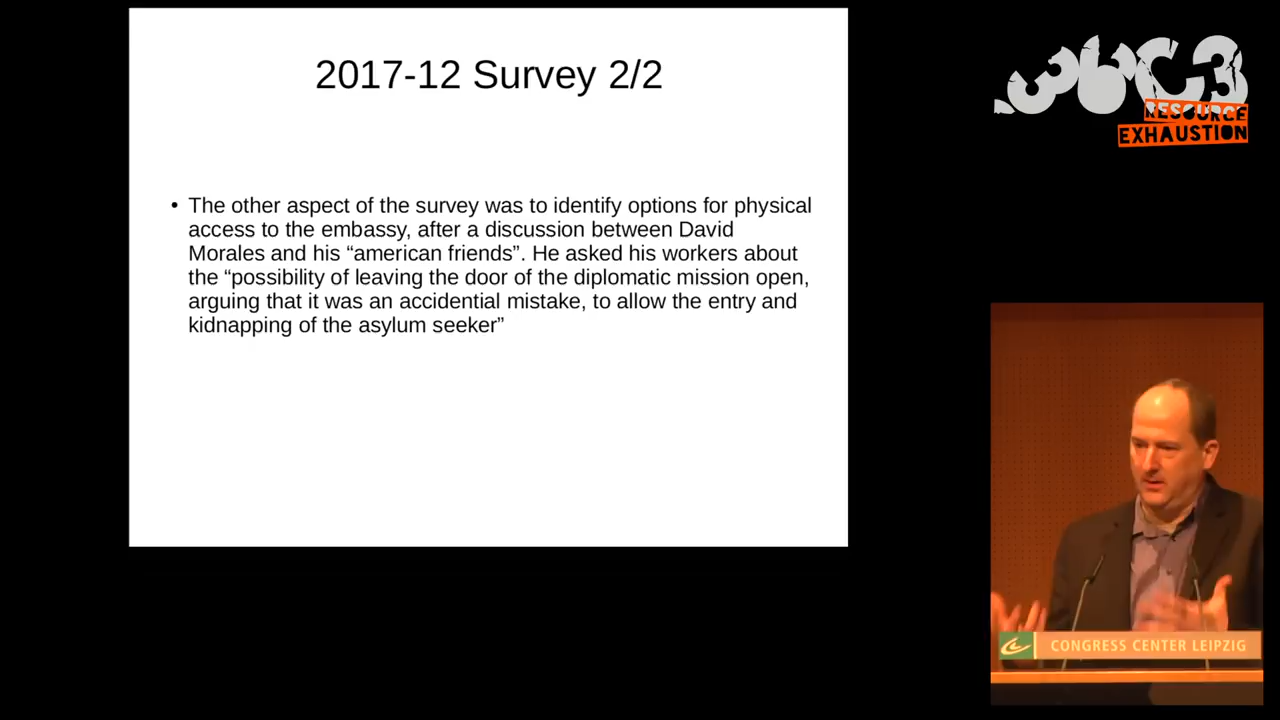 2017-12 Survey 2/2
• The other aspect of the survey was to identify options for physical
access to the embassy, after a discussion between David
Morales and his “american friends”. He asked his workers about
the “possibility of leaving the door of the diplomatic mission open,
arguing that it was an accidential mistake, to allow the entry and
kidnapping of the asylum seeker”
36C3
RESOURCE
EXHAUSTION
CONGRESS CENTER LEIPZIG